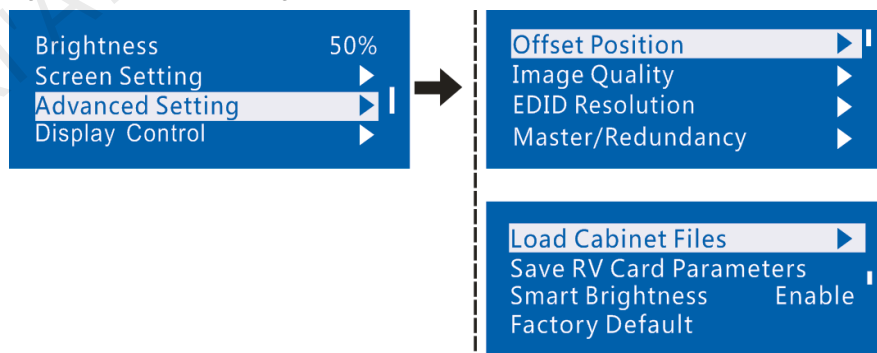 Brightness 50%
Screen Setting
Advanced Setting
Display Control
Offset Position
Image Quality
EDID Resolution
Master/Redundancy
Load Cabinet Files
Save RV Card Parameters
Smart Brightness Enable
Factory Default